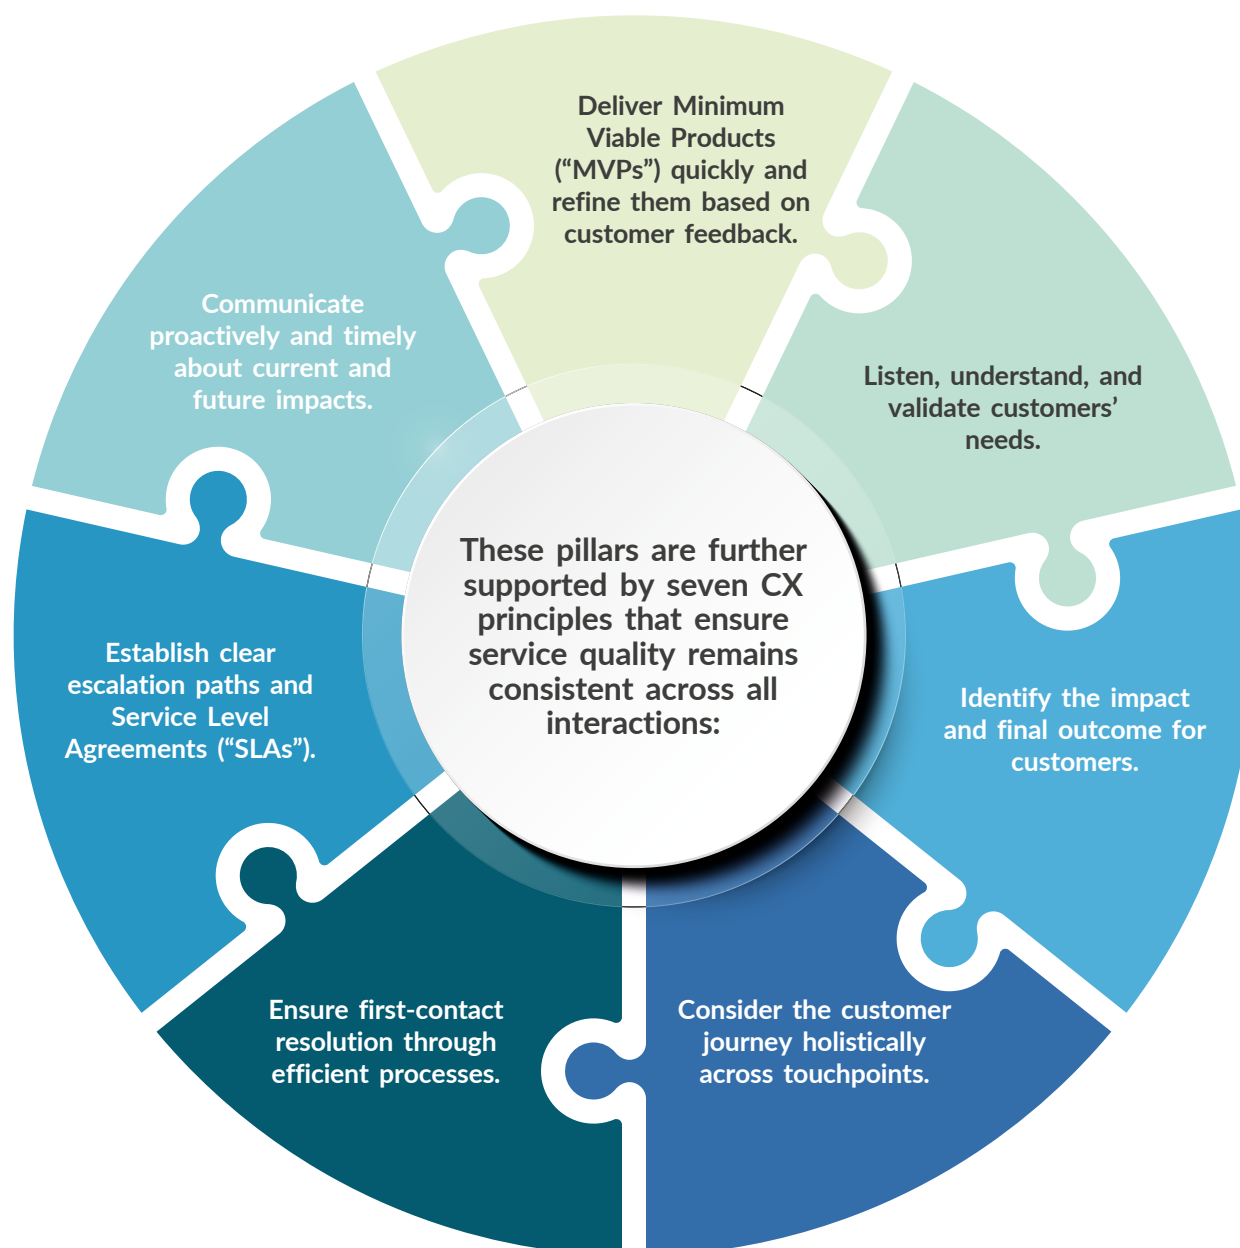 Deliver Minimum
Viable Products
(“MVPs”) quickly and
refine them based on
customer feedback.
Listen, understand, and
validate customers’
needs.
Identify the impact
and final outcome for
customers.
Consider the customer
journey holistically
across touchpoints.
Ensure first-contact
resolution through
efficient processes.
Establish clear
escalation paths and
Service Level
Agreements (“SLAs”).
Communicate
proactively and timely
about current and
future impacts.
These pillars are further
supported by seven CX
principles that ensure
service quality remains
consistent across all
interactions: